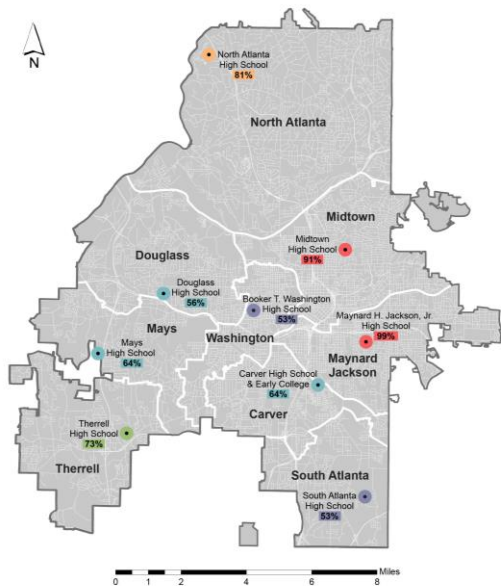 N
North Atlanta
High School
81%
North Atlanta
Midtown
Midtown
High School
91%
Douglass
Douglass
High School
56%
Booker T. Washington
High School
53%
Maynard H. Jackson, Jr.
High School
99%
Mays
Washington
Mays
High School
64%
Maynard
Jackson
Carver High School
& Early College
64%
Carver
Therrell
High School
73%
Therrell
South Atlanta
South Atlanta
High School
53%
Miles
0 1 2 4 6 8